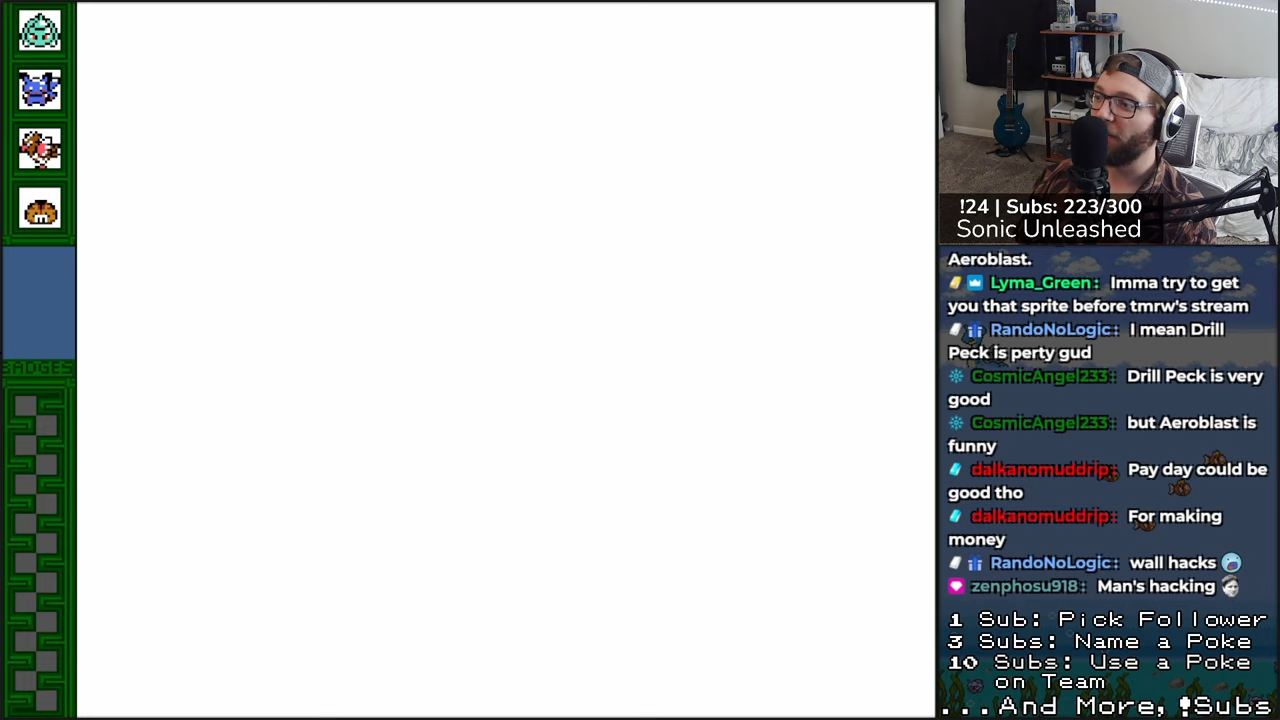 BADGES
!24 | Subs: 223/300
Sonic Unleashed
Aeroblast.
Lyma_Green: Imma try to get
you that sprite before tmrw's stream
RandoNoLogic: I mean Drill
Peck is perty gud
CosmicAngel233: Drill Peck is very
good
CosmicAngel233: but Aeroblast is
funny
dalkanomuddrip: Pay day could be
good tho
dalkanomuddrip: For making
money
RandoNoLogic: wall hacks
zenphosu918: Man's hacking
1 Sub: Pick Follower
3 Subs: Name a Poke
10 Subs: Use a Poke
on Team
...And More, !Subs